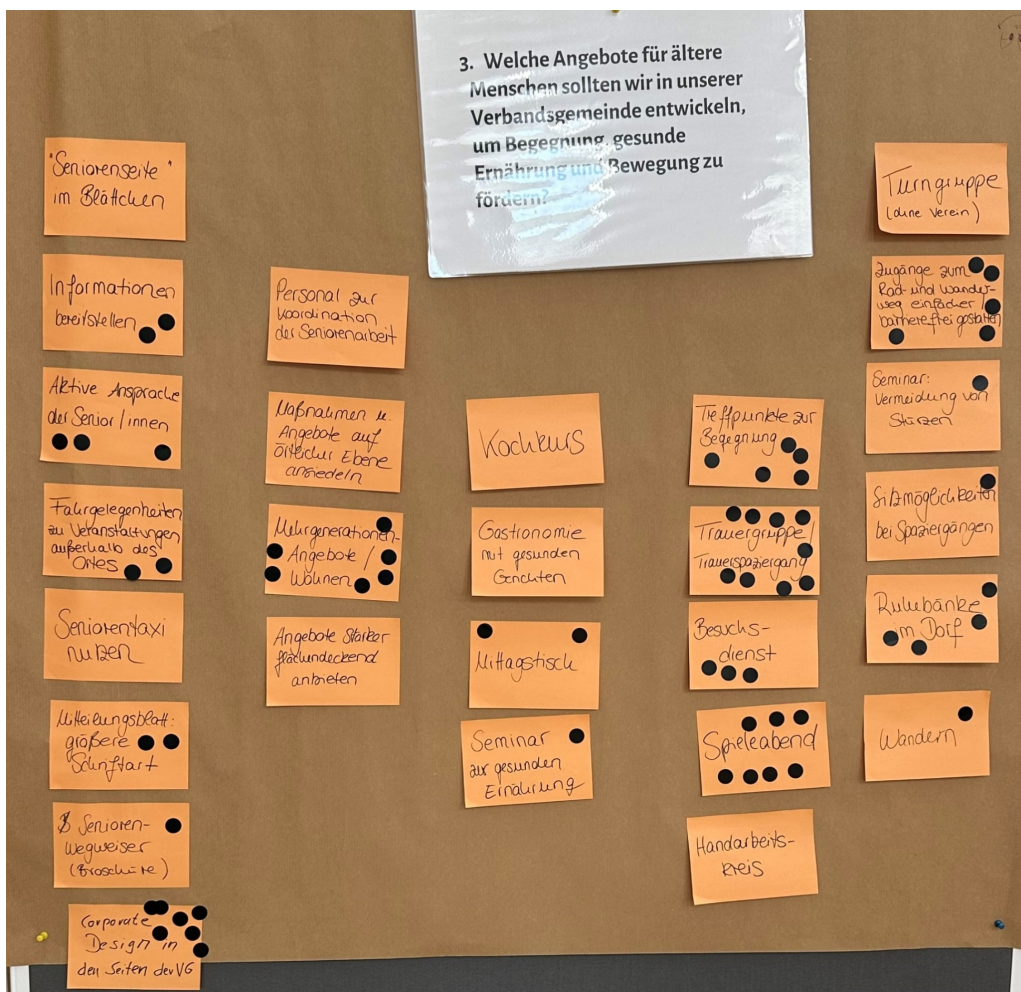 3. Welche Angebote für ältere
Menschen sollten wir in unserer
Verbandsgemeinde entwickeln,
um Begegnung, gesunde
Ernährung und Bewegung zu
fördern?
"Seniorenseite"
im Blättchen
Informationen
bereitstellen
Aktive Ansprache
der Senior/innen
Fahrgelegenheiten
zu Veranstaltungen
außerhalb des
Ortes
Seniorentaxi
nutzen
Mitteilungsblatt:
größere
Schriftart
Senioren-
wegweiser
(Broschüre)
Corporate
Design in
den Seiten der VG
Personal zur
Koordination
der Seniorenarbeit
Maßnahmen u.
Angebote auf
örtlicher Ebene
ansiedeln
Mehrgenerationen-
Angebote /
Wohnen
Angebote stärker
flächendeckend
anbieten
Kochkurs
Gastronomie
mit gesunden
Gerichten
Mittagstisch
Seminar
zur gesunden
Ernährung
Treffpunkte zur
Begegnung
Trauergruppe /
Trauerspaziergang
Besuchs-
dienst
Spieleabend
Handarbeits-
kreis
Turngruppe
(ohne Verein)
Zugänge zum
Rad- und Wander-
weg einfacher /
barrierefrei gestalten
Seminar:
Vermeidung von
Stürzen
Sitzmöglichkeiten
bei Spaziergängen
Ruhebänke
im Dorf
Wandern